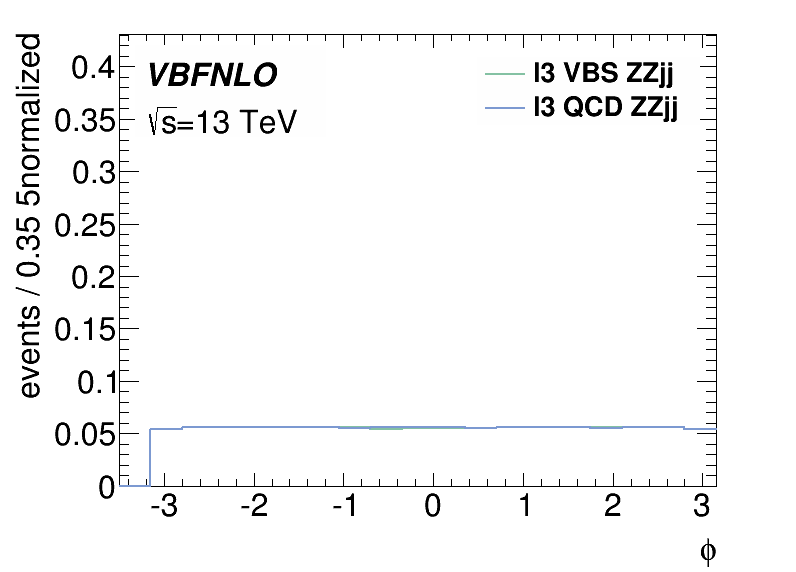 VBFNLO
√s=13 TeV
l3 VBS ZZjj
l3 QCD ZZjj
events / 0.35 5normalized
0.4
0.35
0.3
0.25
0.2
0.15
0.1
0.05
0
-3 -2 -1 0 1 2 3
ϕ